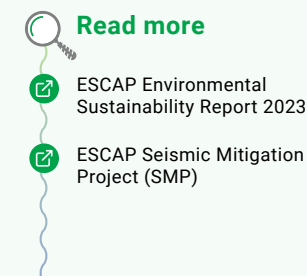 Read more
ESCAP Environmental
Sustainability Report 2023
ESCAP Seismic Mitigation
Project (SMP)